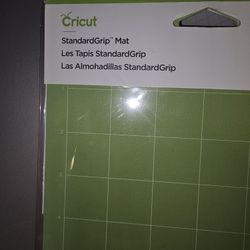 Cricut
StandardGrip™ Mat
Les Tapis StandardGrip
Las Almohadillas StandardGrip